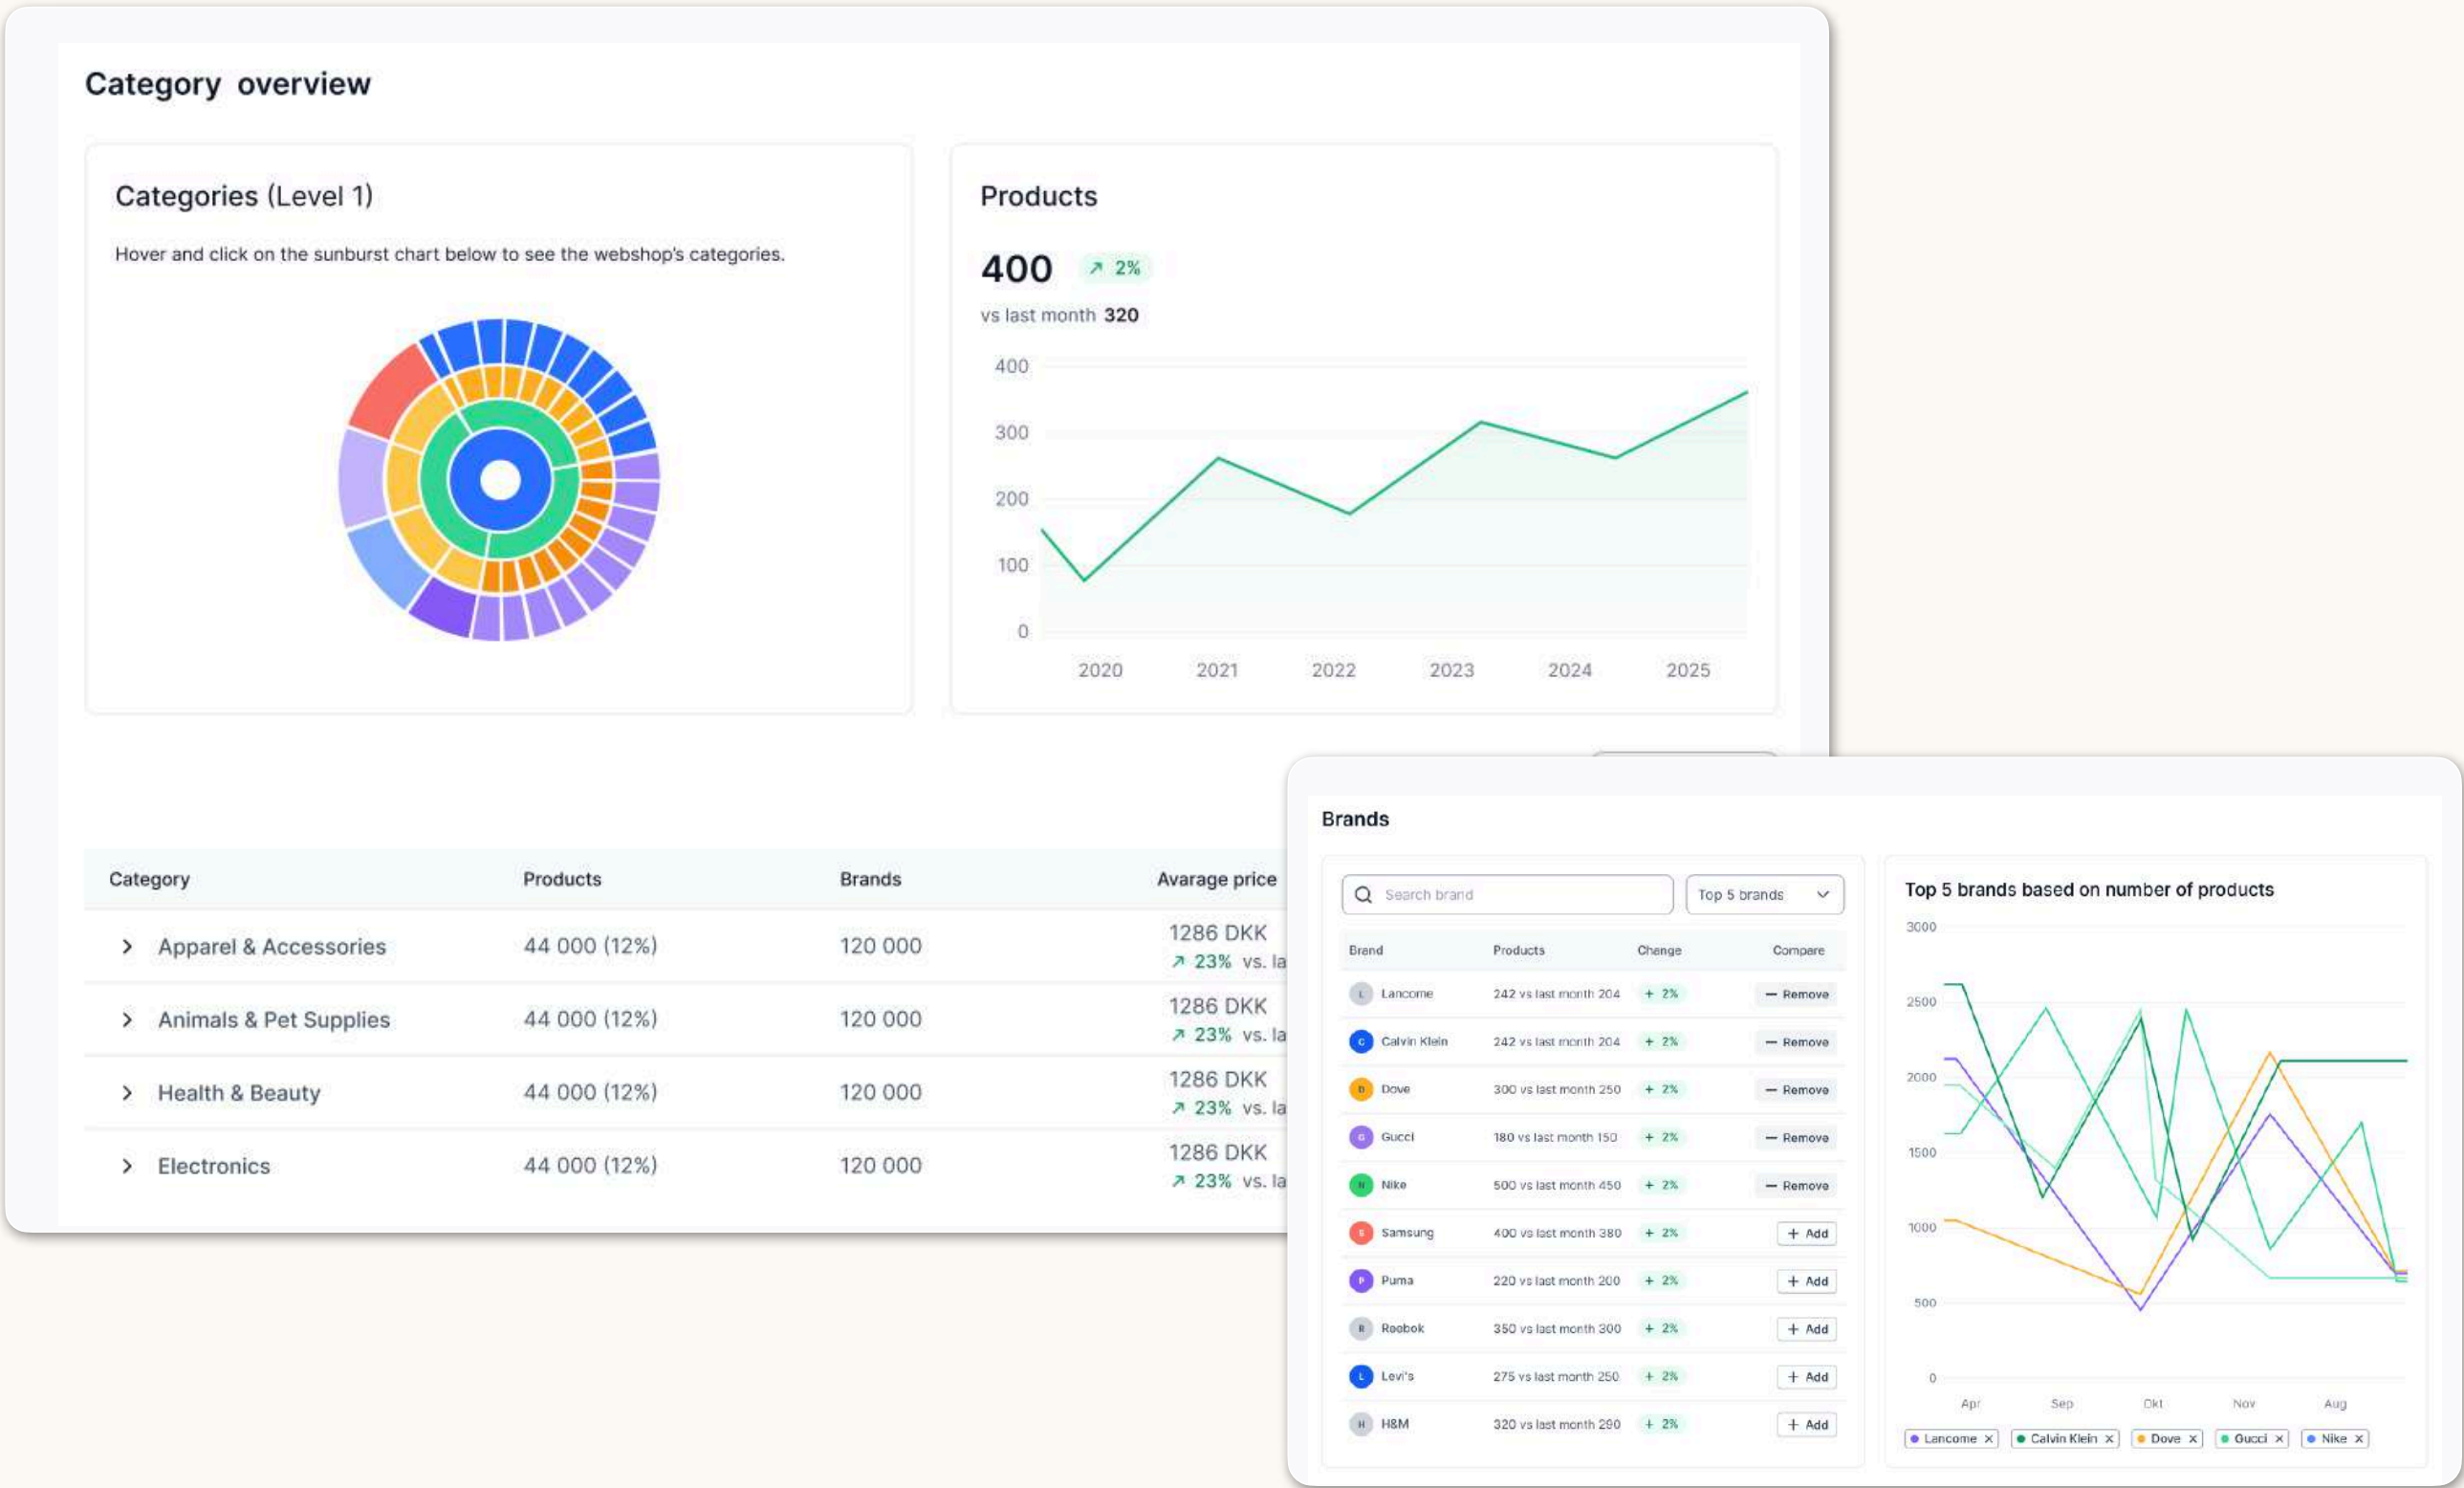 Category overview
Categories (Level 1)
Hover and click on the sunburst chart below to see the webshop's categories.
Products
400 ↗ 2%
vs last month 320
400
300
200
100
0
2020 2021 2022 2023 2024 2025
Category Products Brands Avarage price
Apparel & Accessories 44 000 (12%) 120 000 1286 DKK
↗ 23% vs. la
Animals & Pet Supplies 44 000 (12%) 120 000 1286 DKK
↗ 23% vs. la
Health & Beauty 44 000 (12%) 120 000 1286 DKK
↗ 23% vs. la
Electronics 44 000 (12%) 120 000 1286 DKK
↗ 23% vs. la
Brands
Search brand Top 5 brands
Brand Products Change Compare
L Lancome 242 vs last month 204 + 2% — Remove
C Calvin Klein 242 vs last month 204 + 2% — Remove
D Dove 300 vs last month 250 + 2% — Remove
G Gucci 180 vs last month 150 + 2% — Remove
N Nike 500 vs last month 450 + 2% — Remove
S Samsung 400 vs last month 380 + 2% + Add
P Puma 220 vs last month 200 + 2% + Add
R Reebok 350 vs last month 300 + 2% + Add
L Levi's 275 vs last month 250 + 2% + Add
H H&M 320 vs last month 290 + 2% + Add
Top 5 brands based on number of products
3000
2500
2000
1500
1000
500
0
Apr Sep Okt Nov Aug
Lancome × Calvin Klein × Dove × Gucci × Nike ×